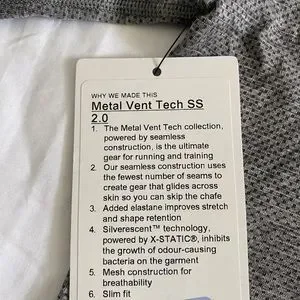 WHY WE MADE THIS
Metal Vent Tech SS
2.0
1. The Metal Vent Tech collection,
powered by seamless
construction, is the ultimate
gear for running and training
2. Our seamless construction uses
the fewest number of seams to
create gear that glides across
skin so you can skip the chafe
3. Added elastane improves stretch
and shape retention
4. Silverescent™ technology,
powered by X-STATIC®, inhibits
the growth of odour-causing
bacteria on the garment
5. Mesh construction for
breathability
6. Slim fit